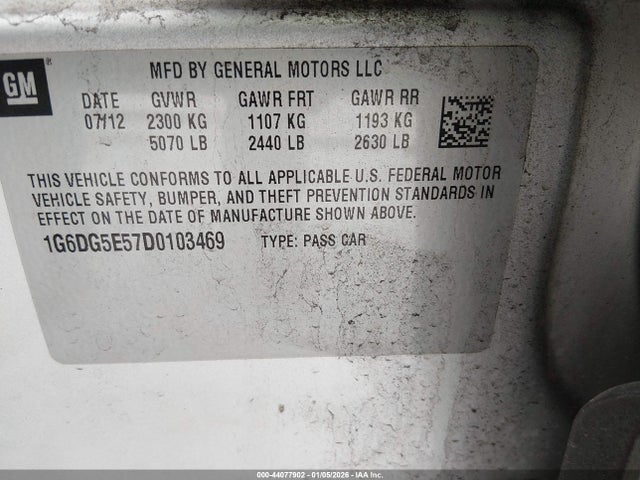 GM®
MFD BY GENERAL MOTORS LLC
DATE GVWR GAWR FRT GAWR RR
07/12 2300 KG 1107 KG 1193 KG
5070 LB 2440 LB 2630 LB
THIS VEHICLE CONFORMS TO ALL APPLICABLE U.S. FEDERAL MOTOR
VEHICLE SAFETY, BUMPER, AND THEFT PREVENTION STANDARDS IN
EFFECT ON THE DATE OF MANUFACTURE SHOWN ABOVE.
1G6DG5E57D0103469 TYPE: PASS CAR
000-44077902 - 01/05/2026 - IAA Inc.